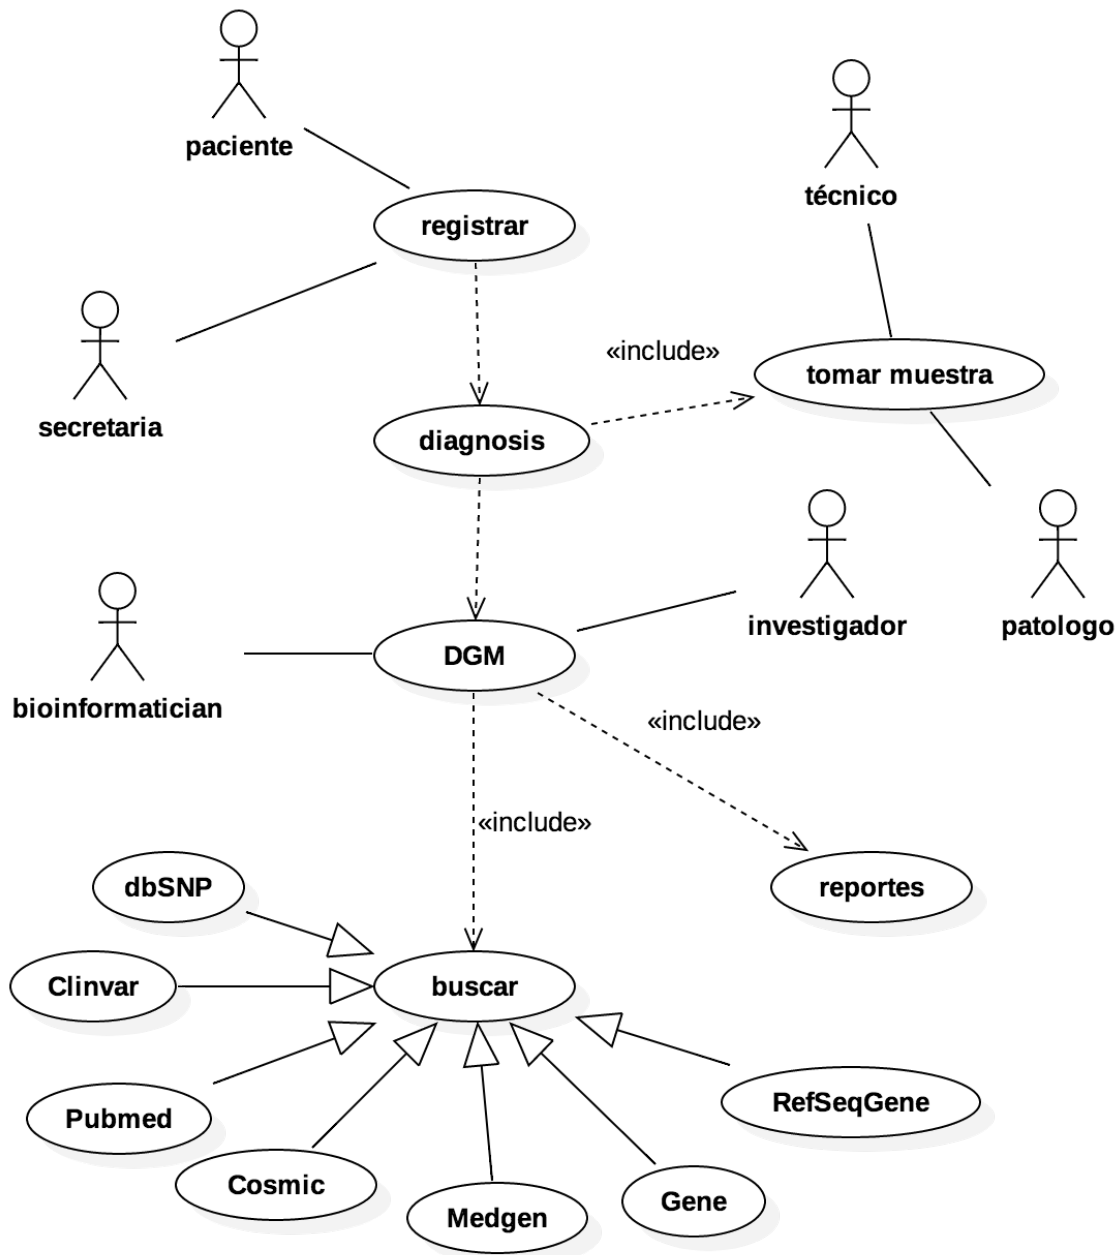 paciente
técnico
registrar
secretaria
«include»
tomar muestra
diagnosis
investigador
patologo
DGM
bioinformatician
«include»
«include»
dbSNP
reportes
Clinvar
buscar
Pubmed
RefSeqGene
Cosmic
Medgen
Gene